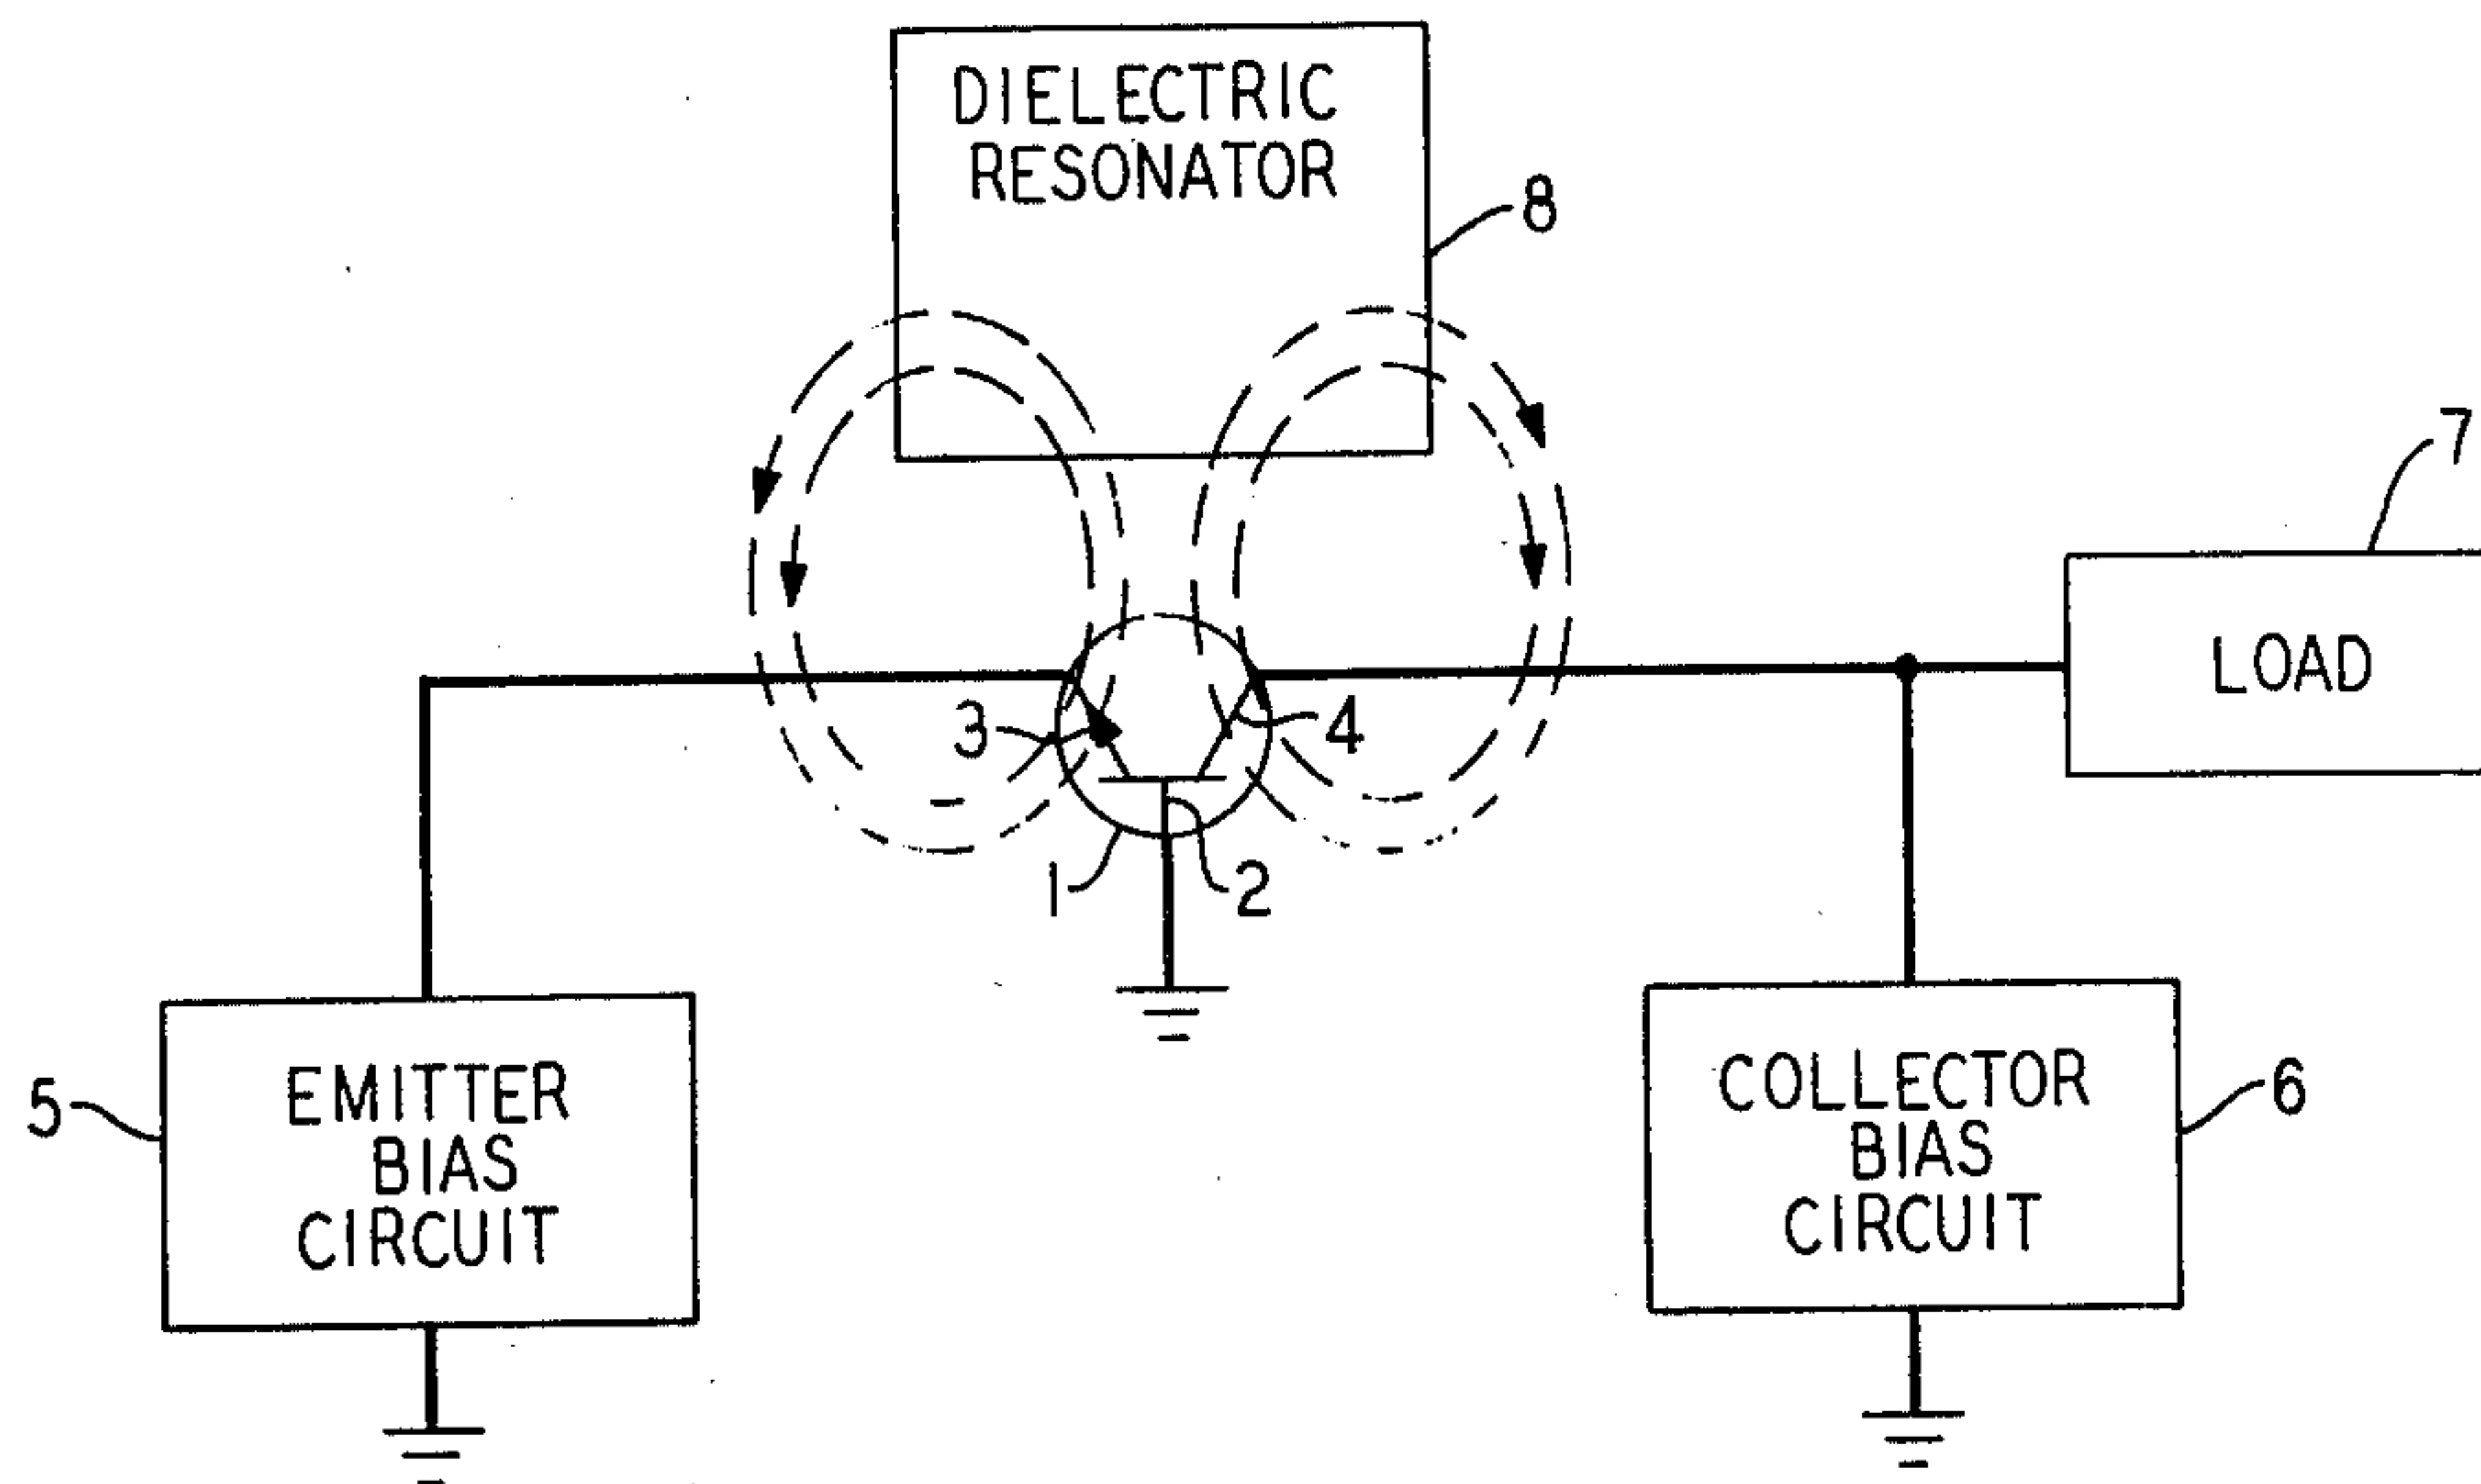 DIELECTRIC
RESONATOR
8
7
LOAD
3
4
1
2
5
EMITTER
BIAS
CIRCUIT
COLLECTOR
BIAS
CIRCUIT
6